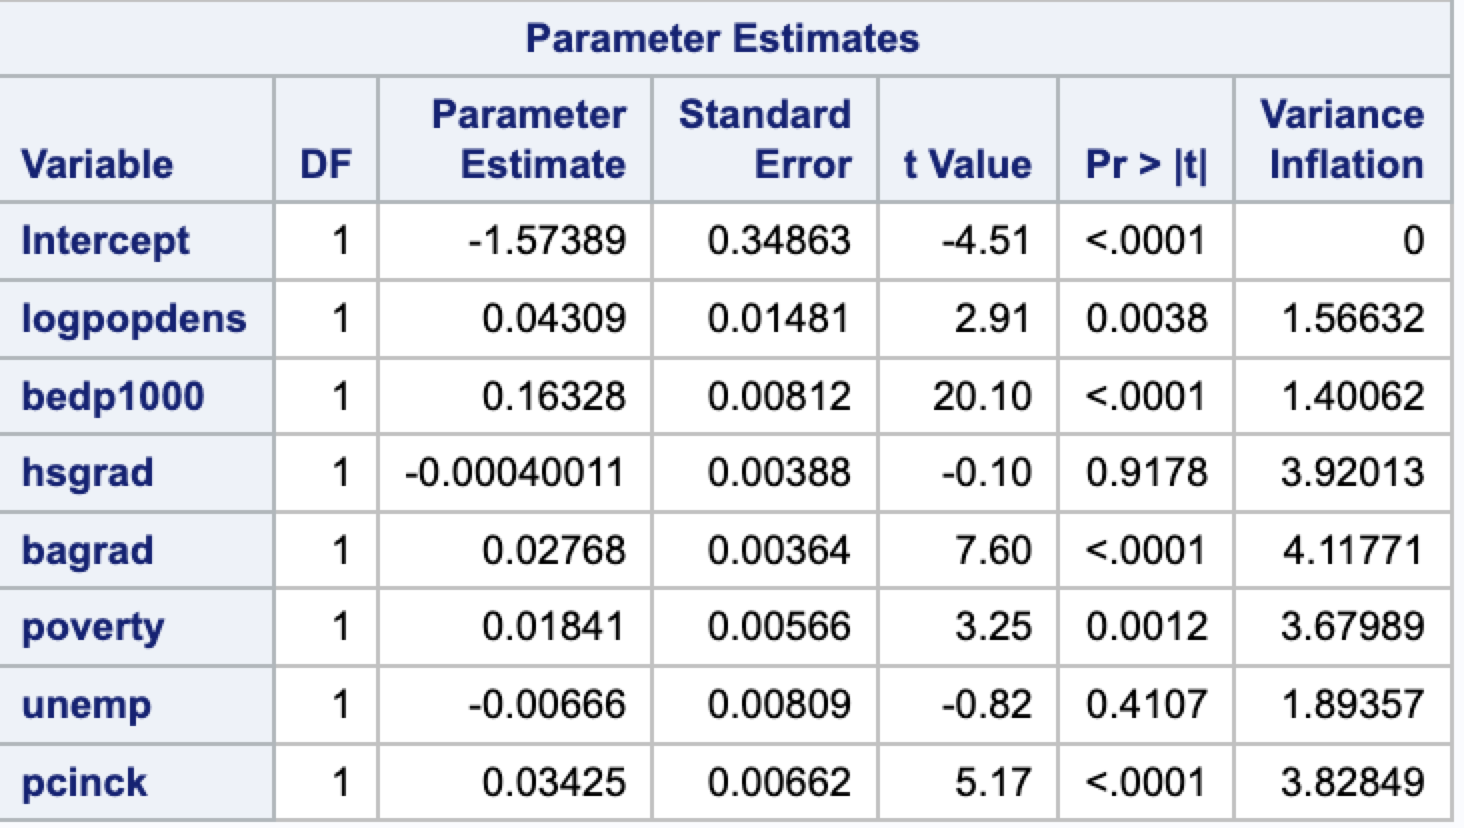 Parameter Estimates
Variable DF Parameter Estimate Standard Error t Value Pr > |t| Variance Inflation
Intercept 1 -1.57389 0.34863 -4.51 <.0001 0
logpopdens 1 0.04309 0.01481 2.91 0.0038 1.56632
bedp1000 1 0.16328 0.00812 20.10 <.0001 1.40062
hsgrad 1 -0.00040011 0.00388 -0.10 0.9178 3.92013
bagrad 1 0.02768 0.00364 7.60 <.0001 4.11771
poverty 1 0.01841 0.00566 3.25 0.0012 3.67989
unemp 1 -0.00666 0.00809 -0.82 0.4107 1.89357
pcinck 1 0.03425 0.00662 5.17 <.0001 3.82849